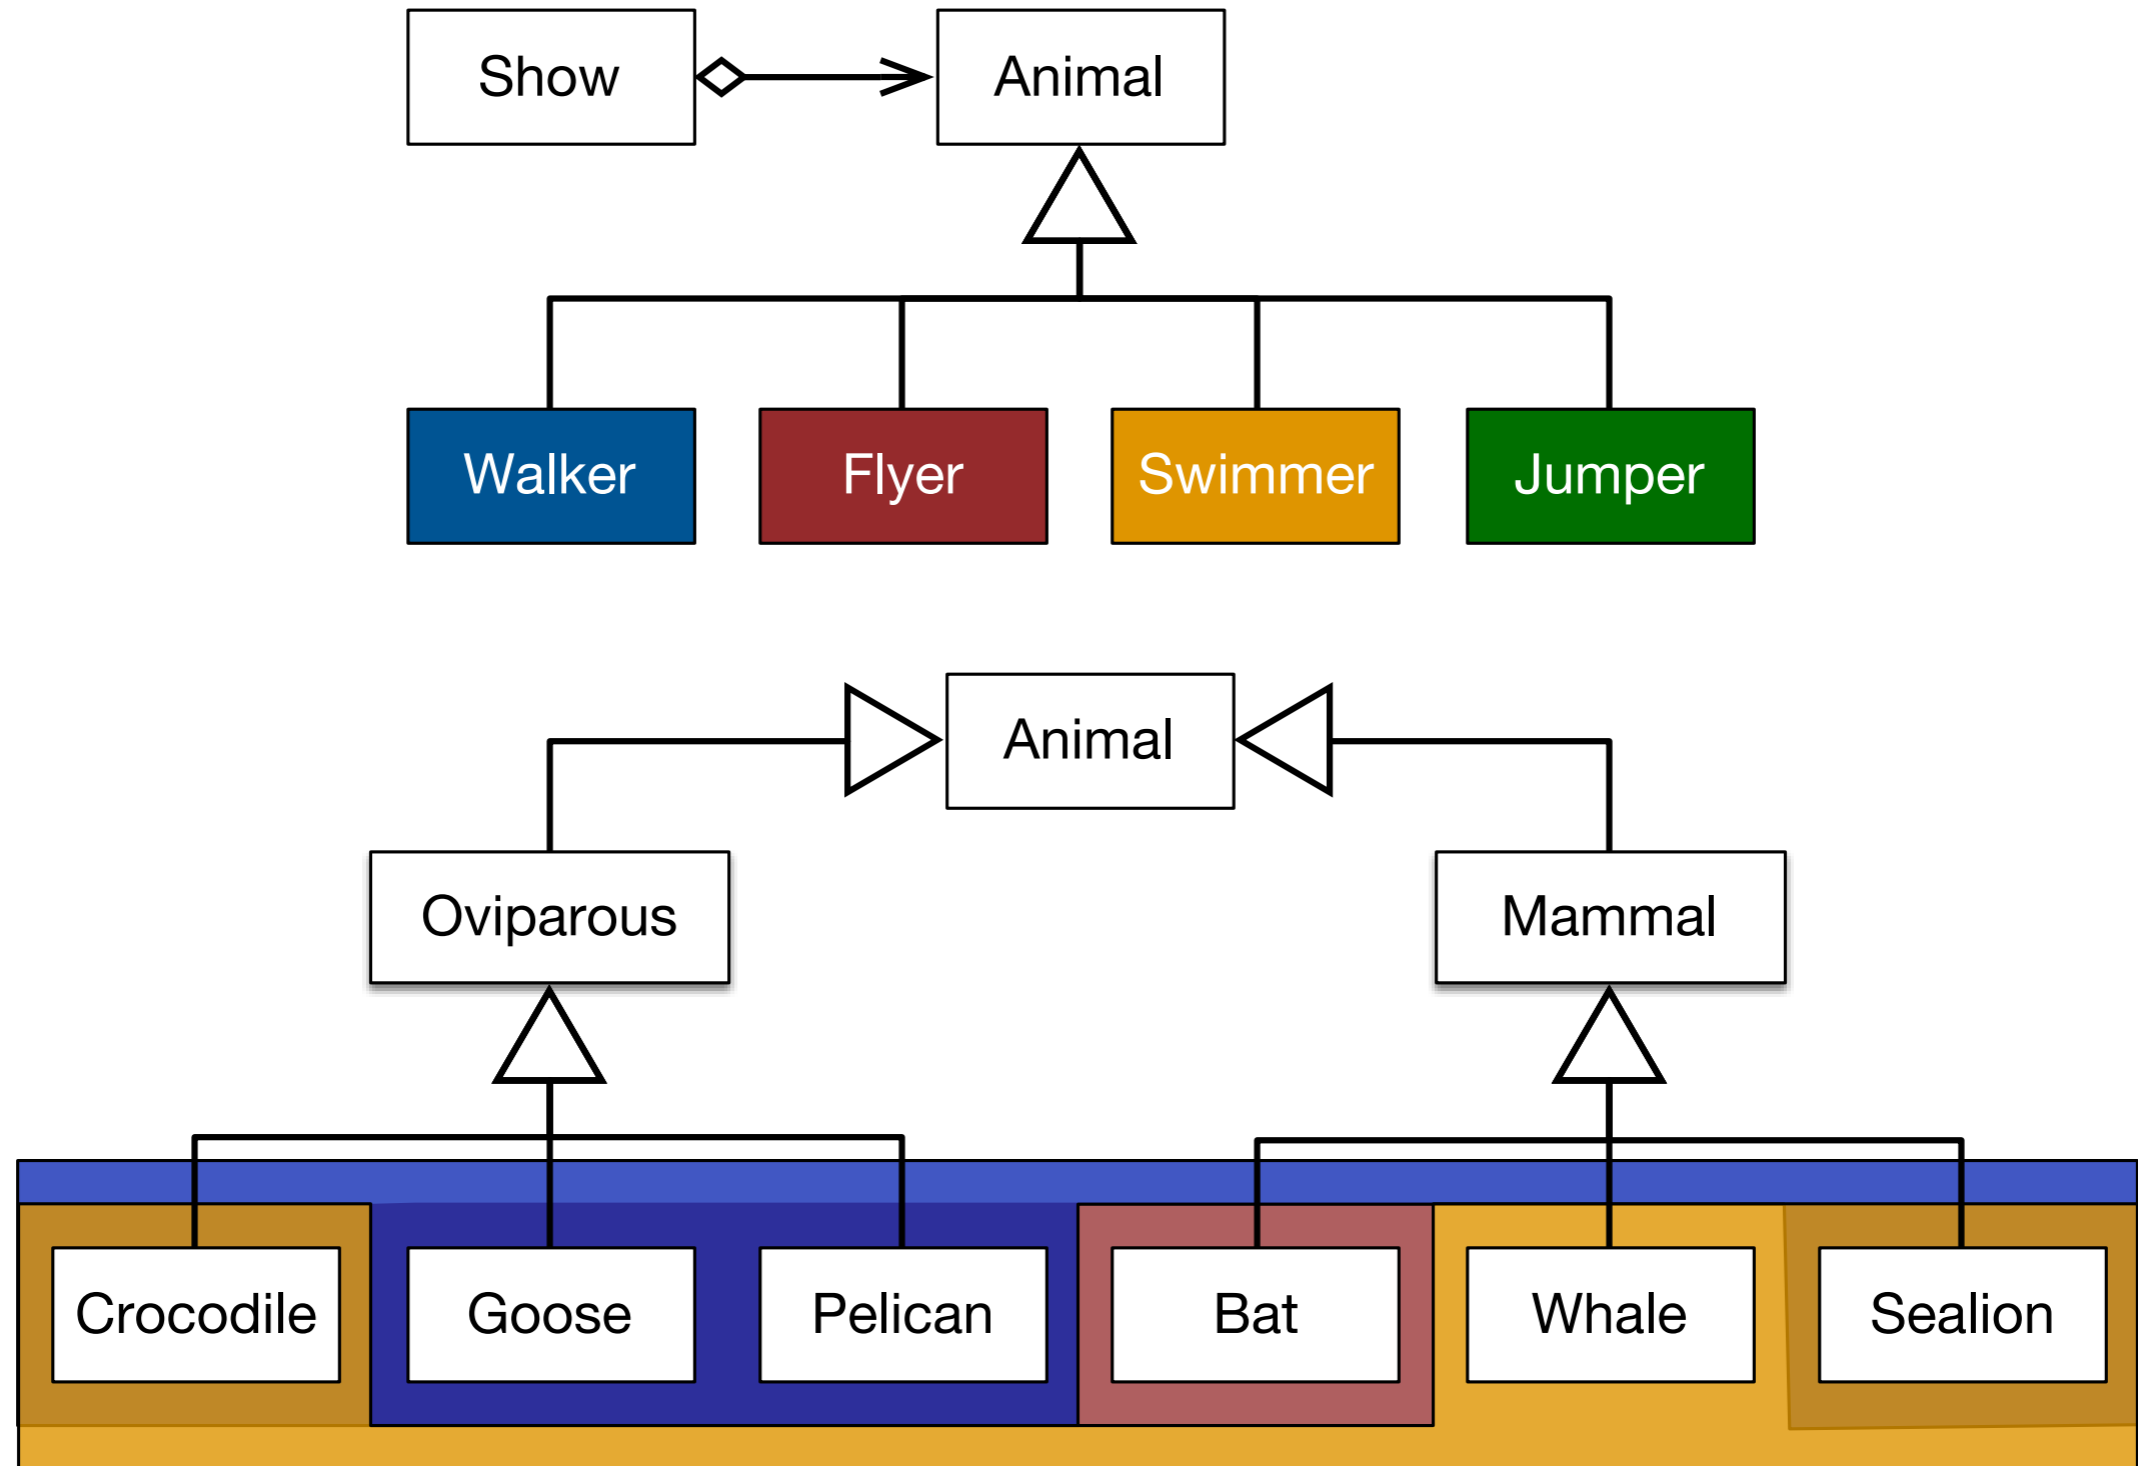 Show
Animal
Walker
Flyer
Swimmer
Jumper
Animal
Oviparous
Mammal
Crocodile
Goose
Pelican
Bat
Whale
Sealion